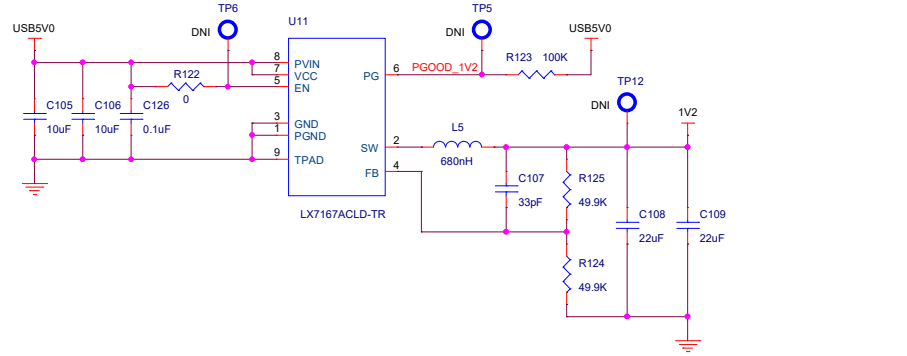 TP6
TP5
USB5V0
DNI
U11
DNI
USB5V0
8
PVIN
R123
100K
7
VCC
PG
6
PGOOD_1V2
R122
5
EN
TP12
0
DNI
1V2
C105
C106
C126
10uF
10uF
0.1uF
3
GND
1
PGND
L5
SW
2
9
TPAD
680nH
FB
4
C107
R125
33pF
49.9K
LX7167ACLD-TR
C108
C109
22uF
22uF
R124
49.9K